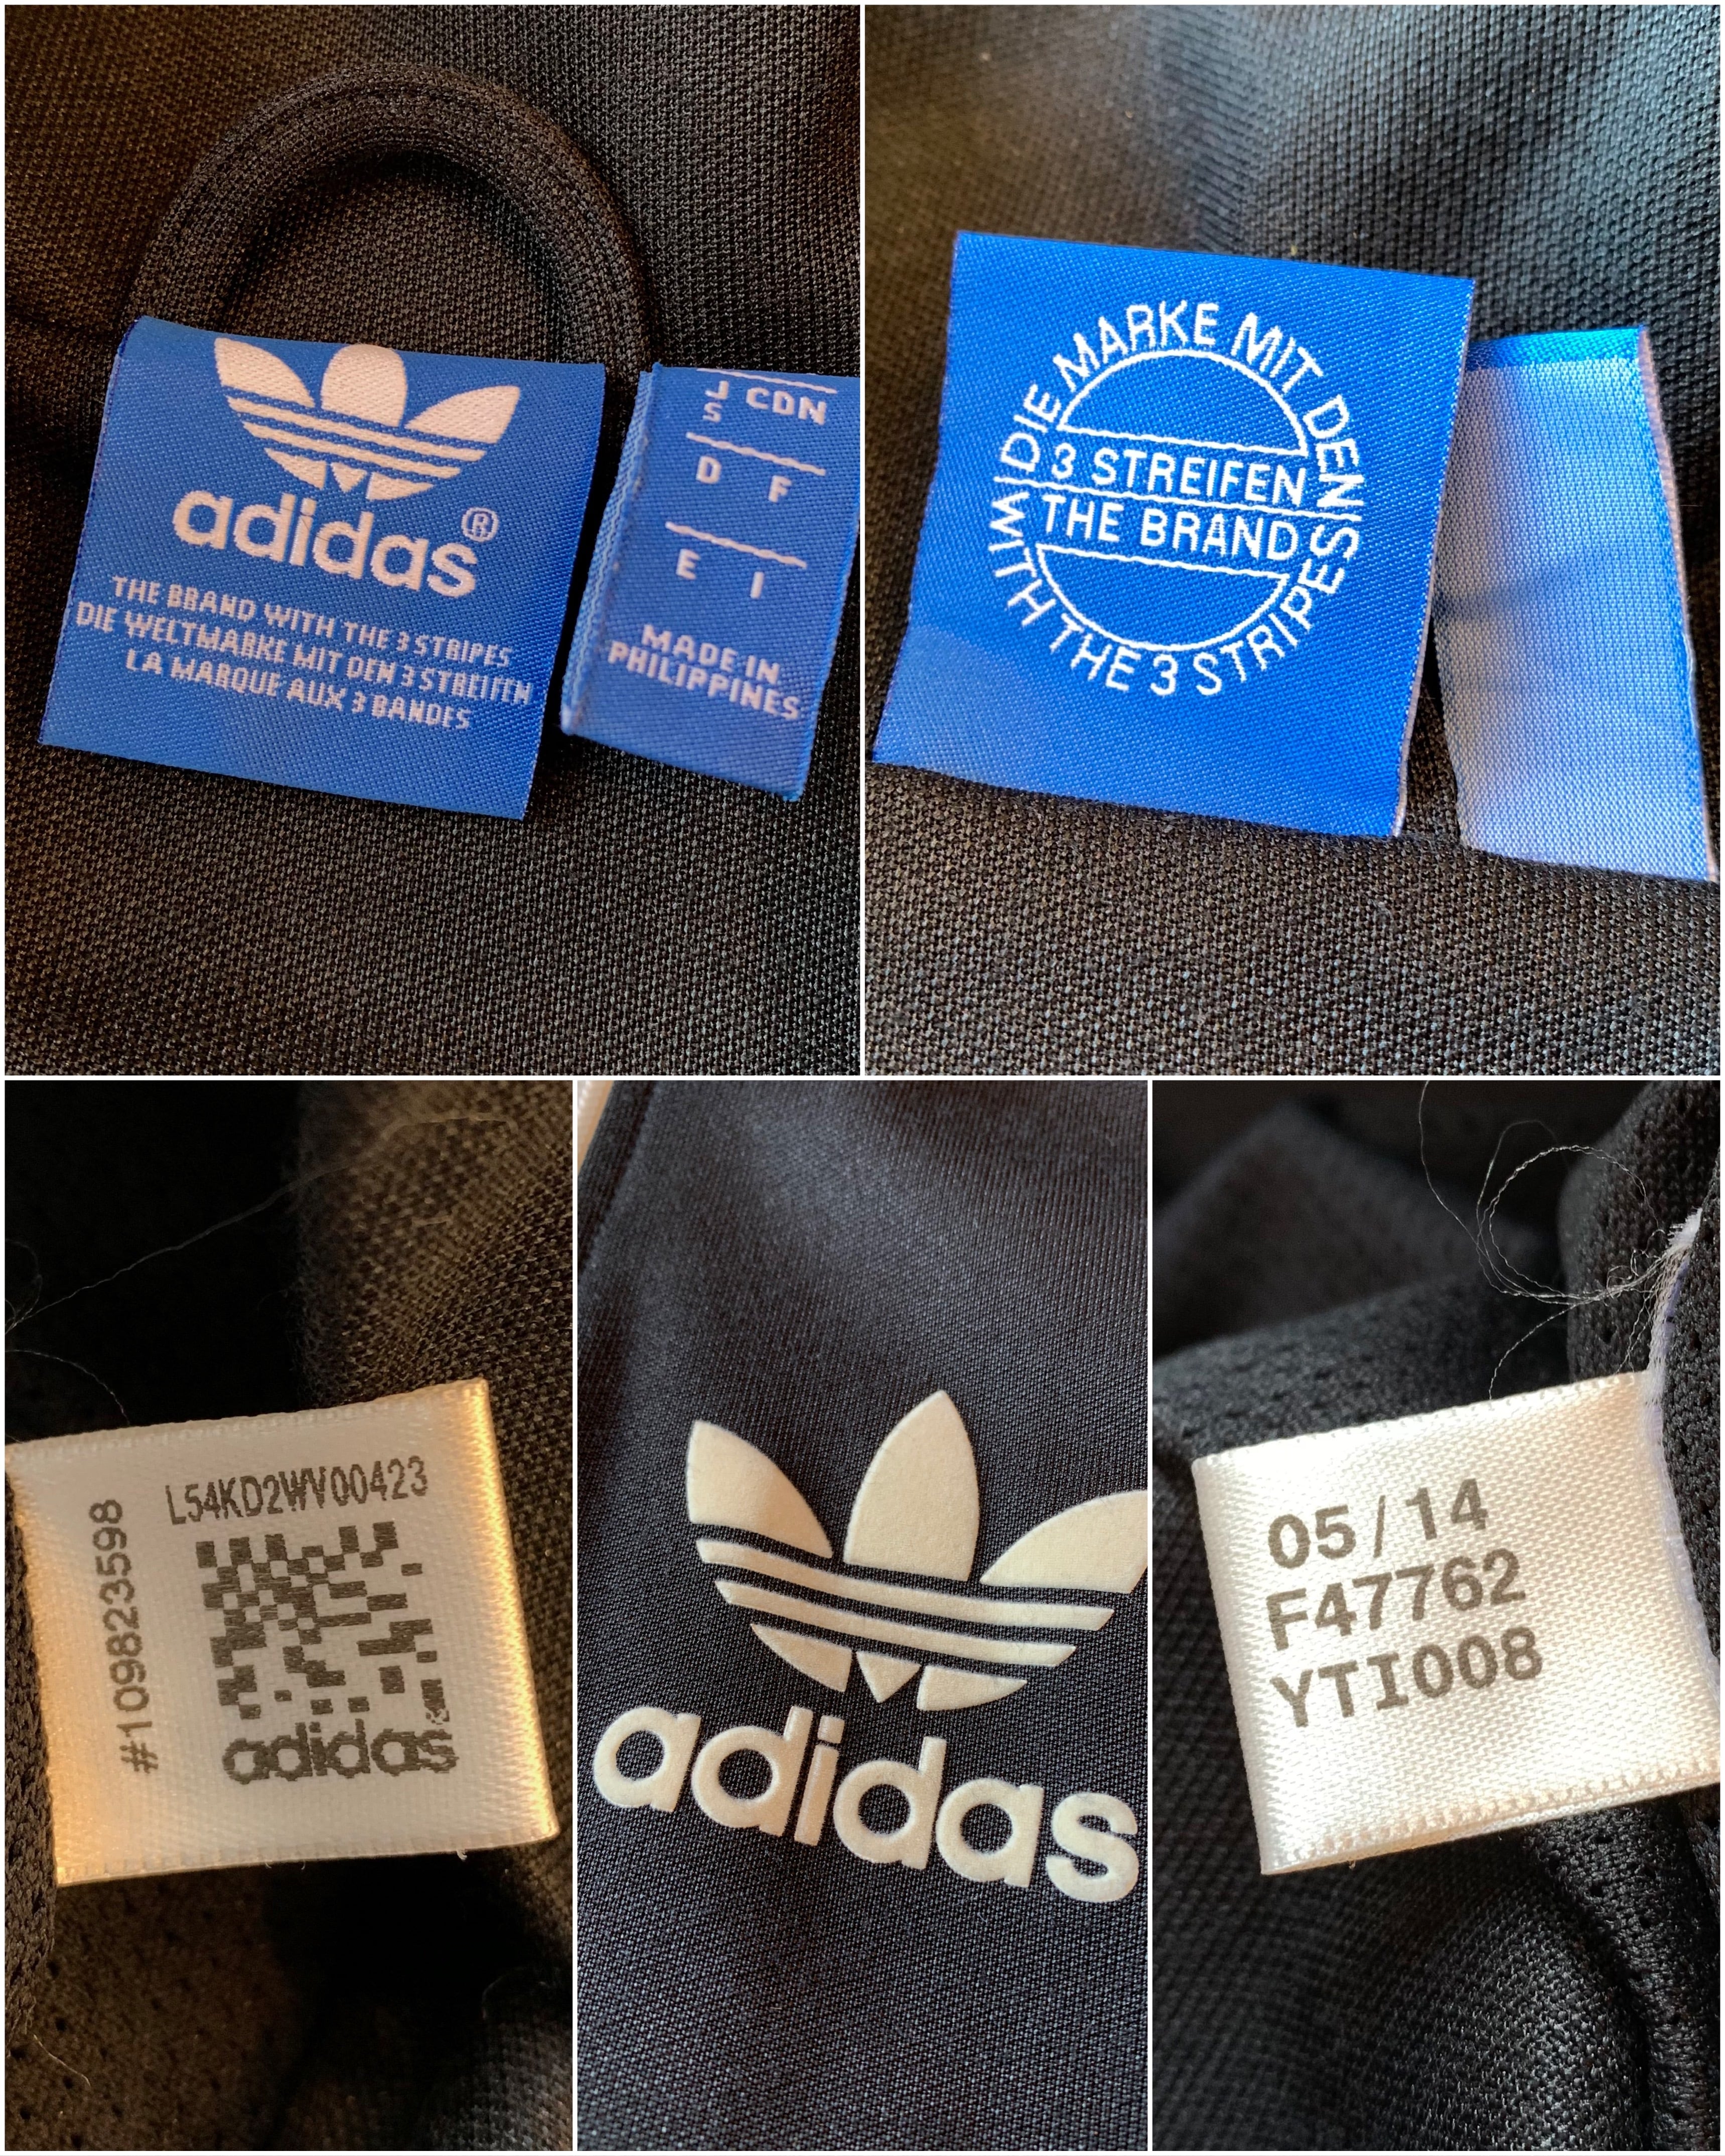 adidas®
THE BRAND WITH THE 3 STRIPES
DIE WELTMARKE MIT DEN 3 STREIFEN
LA MARQUE AUX 3 BANDES
J CDN
S
D F
E I
MADE IN
PHILIPPINES
DIE MARKE MIT DEN
3 STREIFEN
THE BRAND
WITH THE 3 STRIPES
#109823598
L54KD2WV00423
adidas
adidas
05/14
F47762
YTI008